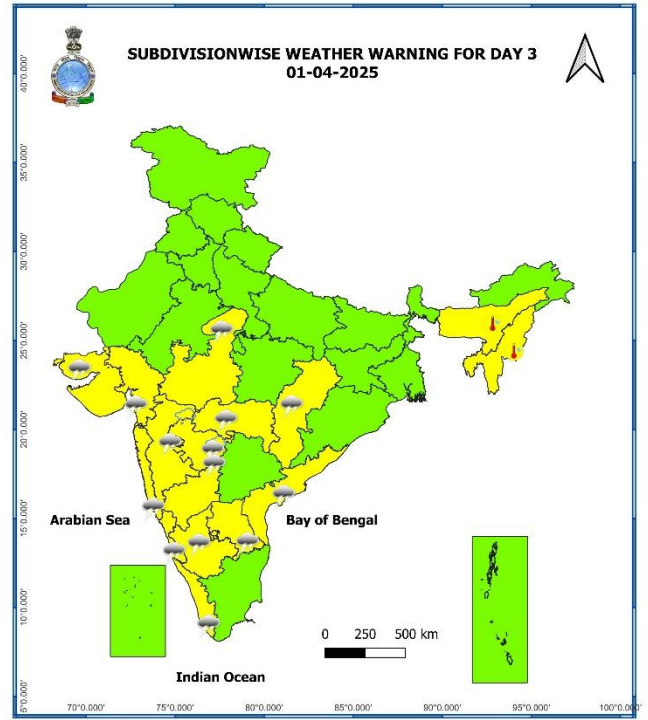 SUBDIVISIONWISE WEATHER WARNING FOR DAY 3
01-04-2025
40°0.000'
35°0.000'
30°0.000'
25°0.000'
20°0.000'
15°0.000'
10°0.000'
5°0.000'
Arabian Sea
Bay of Bengal
0 250 500 km
Indian Ocean
70°0.000' 75°0.000' 80°0.000' 85°0.000' 90°0.000' 95°0.000' 100°0.000'